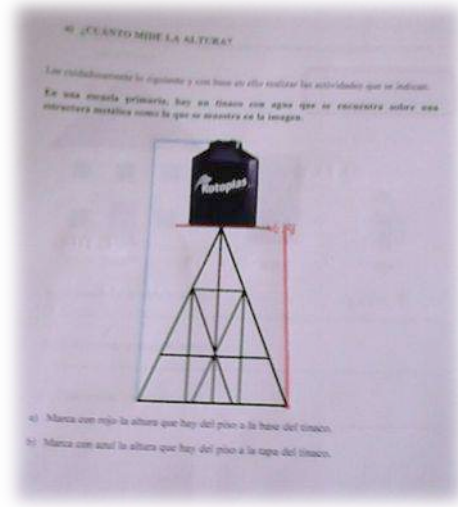 a) ¿CUÁNTO MIDE LA ALTURA?
Lee cuidadosamente lo siguiente y con base en ello realizar las actividades que se indican.
En una escuela primaria, hay un tinaco con agua que se encuentra sobre una
estructura metálica como la que se muestra en la imagen.
Rotoplas
a) Marca con rojo la altura que hay del piso a la base del tinaco.
b) Marca con azul la altura que hay del piso a la tapa del tinaco.